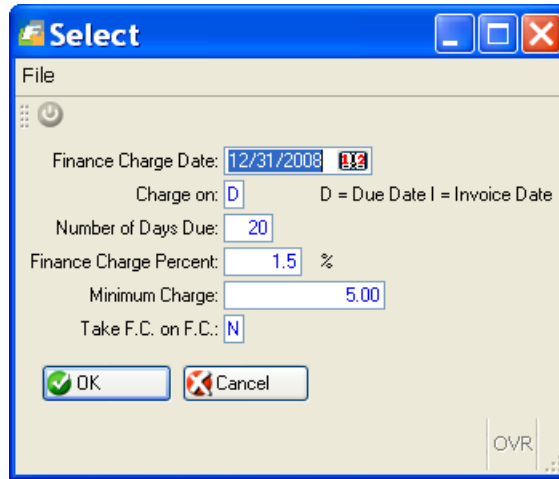 Select
File
Finance Charge Date: 12/31/2008
Charge on: D D = Due Date I = Invoice Date
Number of Days Due: 20
Finance Charge Percent: 1.5 %
Minimum Charge: 5.00
Take F.C. on F.C.: N
OK Cancel
OVR